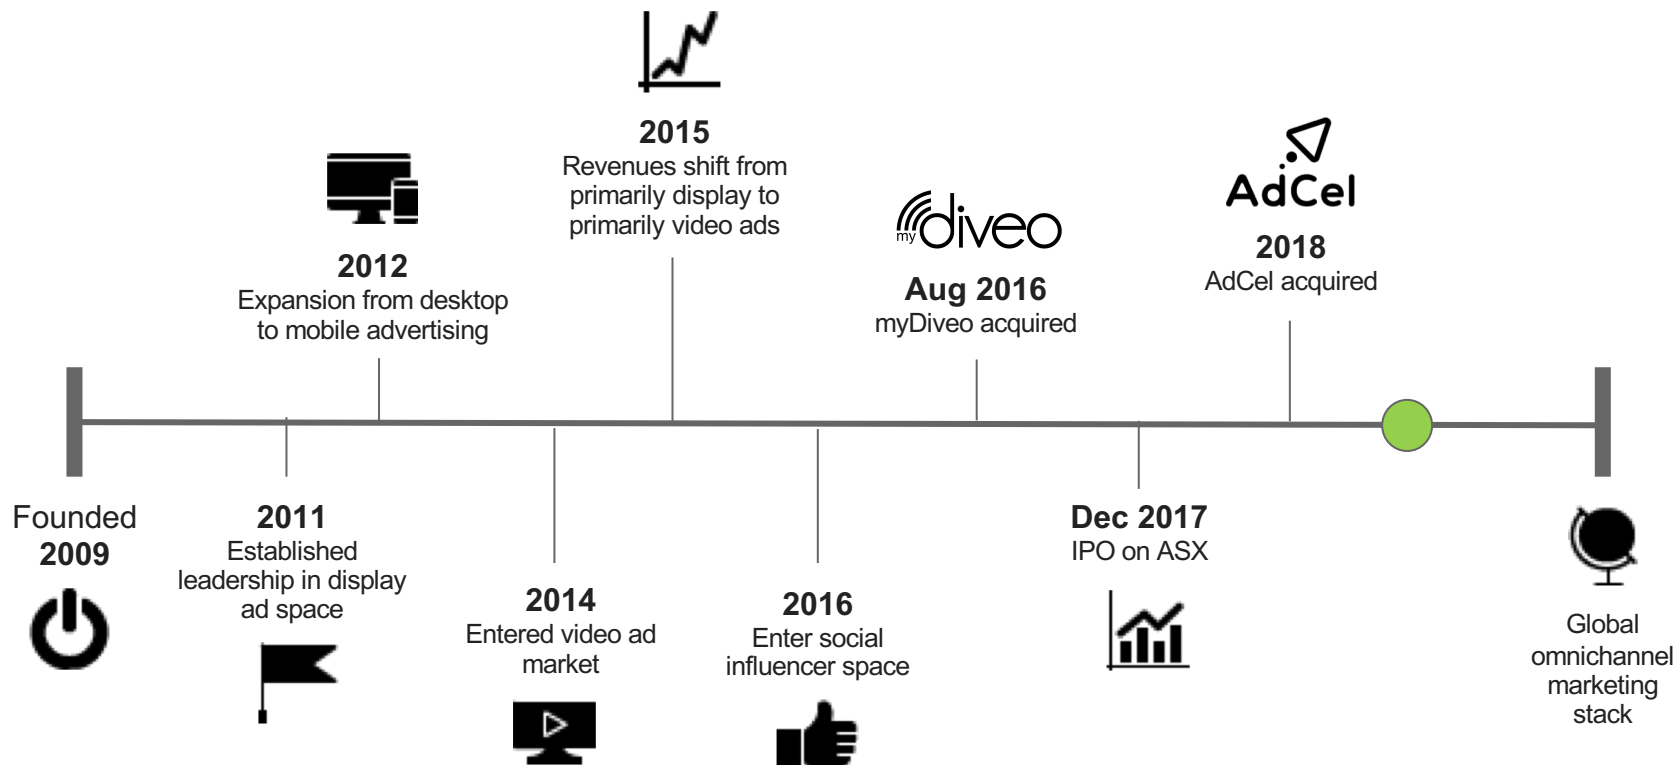 2015
Revenues shift from
primarily display to
primarily video ads
2012
Expansion from desktop
to mobile advertising
my diveo
Aug 2016
myDiveo acquired
AdCel
2018
AdCel acquired
Founded
2009
2011
Established
leadership in display
ad space
2014
Entered video ad
market
2016
Enter social
influencer space
Dec 2017
IPO on ASX
Global
omnichannel
marketing
stack